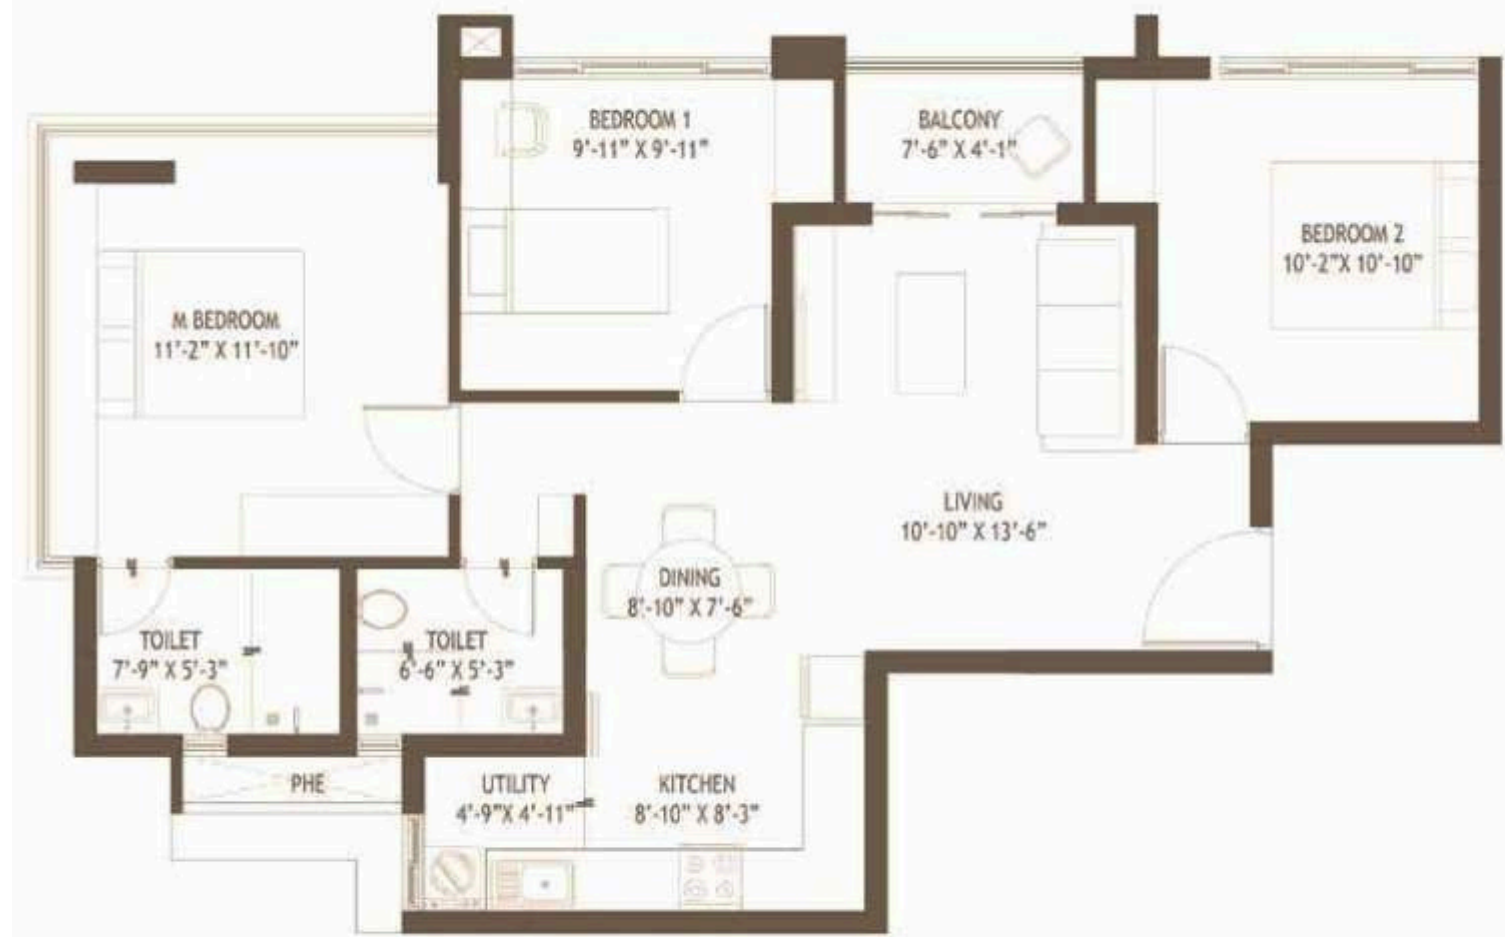 BEDROOM 1
9'-11" X 9'-11"
BALCONY
7'-6" X 4'-1"
BEDROOM 2
10'-2"X 10'-10"
M BEDROOM
11'-2" X 11'-10"
LIVING
10'-10" X 13'-6"
DINING
8'-10" X 7'-6"
TOILET
7'-9" X 5'-3"
TOILET
6'-6" X 5'-3"
PHE
UTILITY
4'-9"X 4'-11"
KITCHEN
8'-10" X 8'-3"